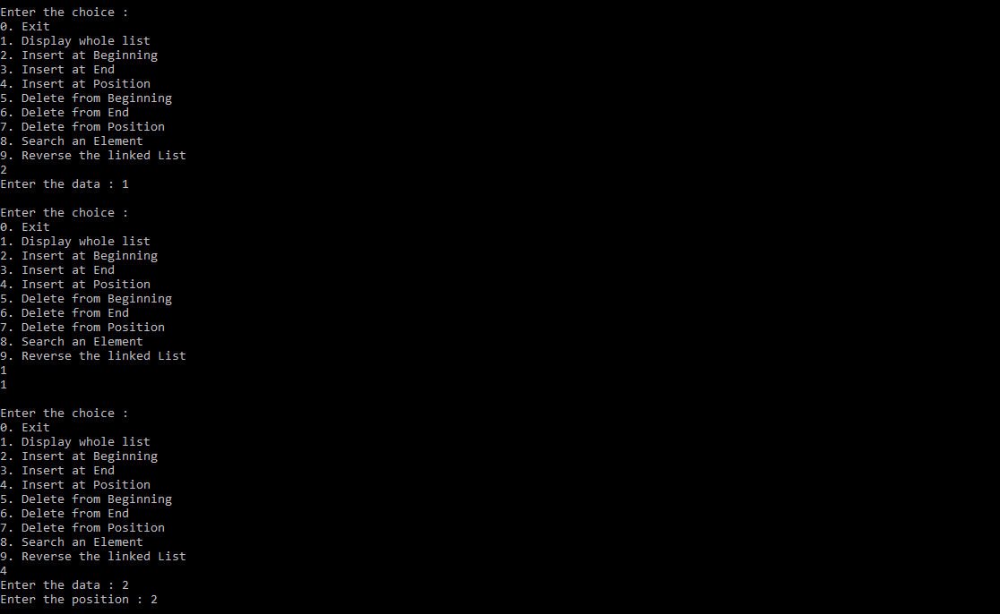 Enter the choice :
0. Exit
1. Display whole list
2. Insert at Beginning
3. Insert at End
4. Insert at Position
5. Delete from Beginning
6. Delete from End
7. Delete from Position
8. Search an Element
9. Reverse the linked List
2
Enter the data : 1

Enter the choice :
0. Exit
1. Display whole list
2. Insert at Beginning
3. Insert at End
4. Insert at Position
5. Delete from Beginning
6. Delete from End
7. Delete from Position
8. Search an Element
9. Reverse the linked List
1
1

Enter the choice :
0. Exit
1. Display whole list
2. Insert at Beginning
3. Insert at End
4. Insert at Position
5. Delete from Beginning
6. Delete from End
7. Delete from Position
8. Search an Element
9. Reverse the linked List
4
Enter the data : 2
Enter the position : 2